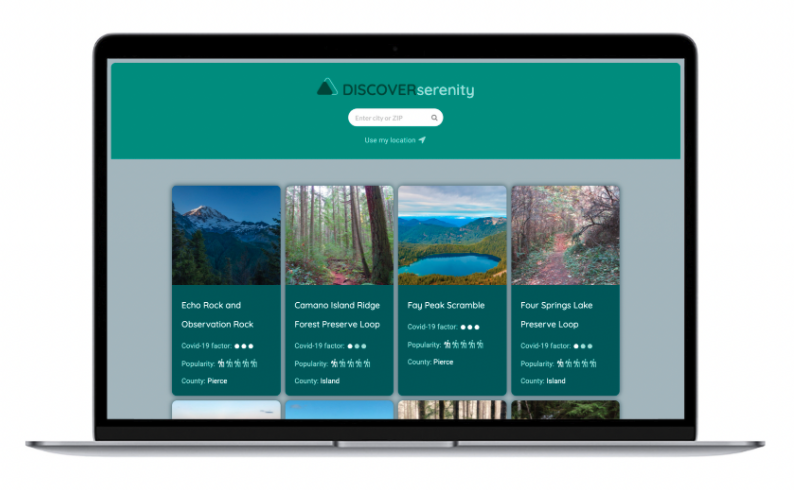 DISCOVERserenity
Enter city or ZIP
Use my location
Echo Rock and
Observation Rock
Covid-19 factor:
Popularity:
County: Pierce
Camano Island Ridge
Forest Preserve Loop
Covid-19 factor:
Popularity:
County: Island
Fay Peak Scramble
Covid-19 factor:
Popularity:
County: Pierce
Four Springs Lake
Preserve Loop
Covid-19 factor:
Popularity:
County: Island